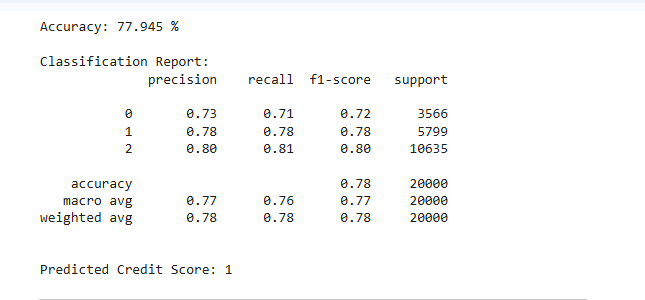 Accuracy: 77.945 %
Classification Report:
precision recall f1-score support
0 0.73 0.71 0.72 3566
1 0.78 0.78 0.78 5799
2 0.80 0.81 0.80 10635
accuracy 0.78 20000
macro avg 0.77 0.76 0.77 20000
weighted avg 0.78 0.78 0.78 20000
Predicted Credit Score: 1